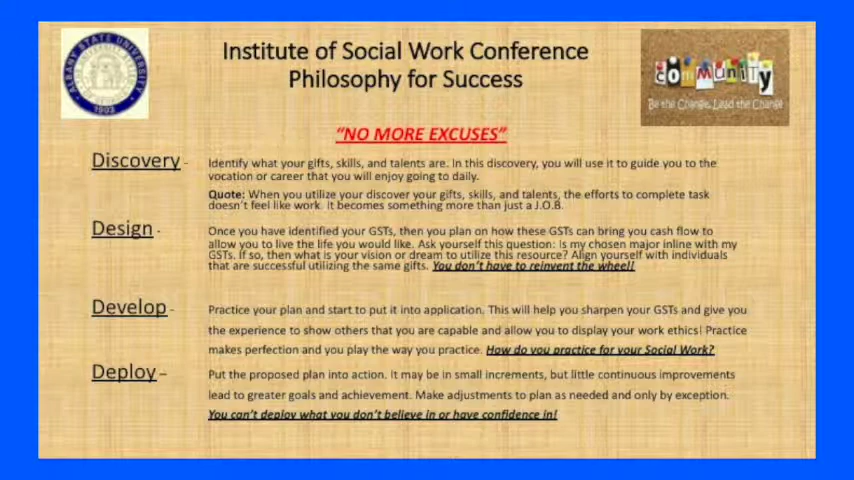 Institute of Social Work Conference
Philosophy for Success
ALBANY STATE UNIVERSITY
1903
community
Be the Change, Lead the Change
"NO MORE EXCUSES"
Discovery - Identify what your gifts, skills, and talents are. In this discovery, you will use it to guide you to the
vocation or career that you will enjoy going to daily.
Quote: When you utilize your discover your gifts, skills, and talents, the efforts to complete task
doesn't feel like work. It becomes something more than just a J.O.B.
Design - Once you have identified your GSTs, then you plan on how these GSTs can bring you cash flow to
allow you to live the life you would like. Ask yourself this question: Is my chosen major inline with my
GSTs. If so, then what is your vision or dream to utilize this resource? Align yourself with individuals
that are successful utilizing the same gifts. You don't have to reinvent the wheel!
Develop - Practice your plan and start to put it into application. This will help you sharpen your GSTs and give you
the experience to show others that you are capable and allow you to display your work ethics! Practice
makes perfection and you play the way you practice. How do you practice for your Social Work?
Deploy – Put the proposed plan into action. It may be in small increments, but little continuous improvements
lead to greater goals and achievement. Make adjustments to plan as needed and only by exception.
You can't deploy what you don't believe in or have confidence in!